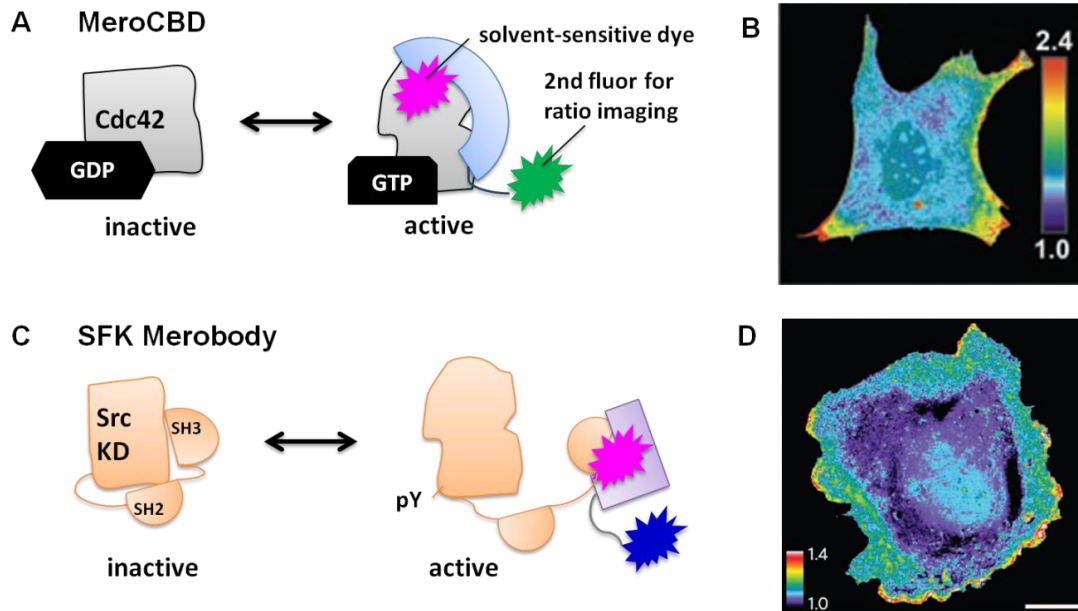 A MeroCBD
solvent-sensitive dye
2nd fluor for
ratio imaging
Cdc42
GDP
GTP
inactive
active
B
2.4
1.0
C SFK Merobody
Src
KD
SH3
SH2
pY
inactive
active
D
1.4
1.0